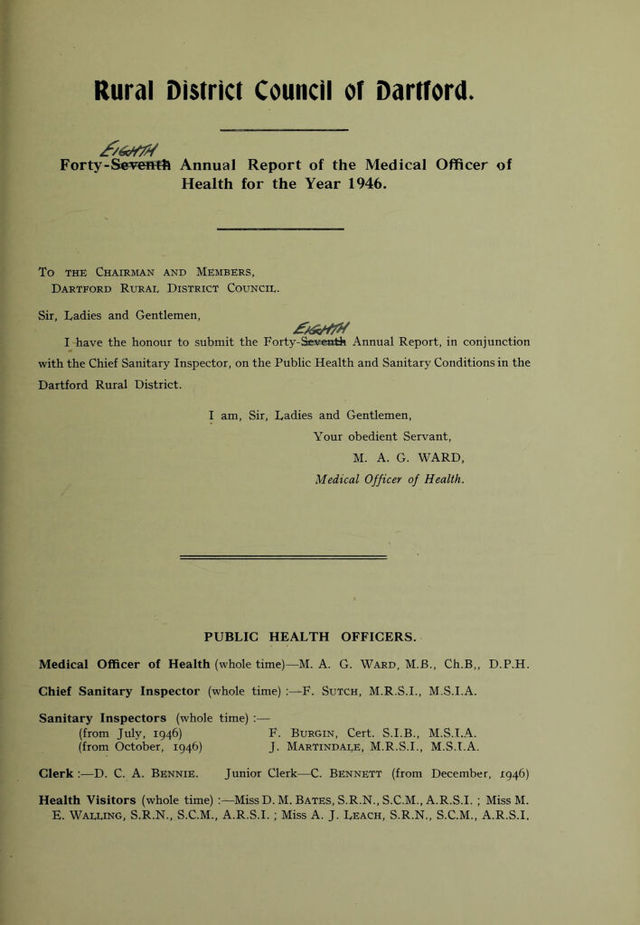 Rural District Council of Dartford.
EIGHTH
Forty-Seventh Annual Report of the Medical Officer of
Health for the Year 1946.
To the Chairman and Members,
Dartford Rural District Council.
Sir, Ladies and Gentlemen,
EIGHTH
I have the honour to submit the Forty-Seventh Annual Report, in conjunction
with the Chief Sanitary Inspector, on the Public Health and Sanitary Conditions in the
Dartford Rural District.
I am, Sir, Ladies and Gentlemen,
Your obedient Servant,
M. A. G. WARD,
Medical Officer of Health.
PUBLIC HEALTH OFFICERS.
Medical Officer of Health (whole time)—M. A. G. Ward, M.B., Ch.B,, D.P.H.
Chief Sanitary Inspector (whole time) :—F. Sutch, M.R.S.I., M.S.I.A.
Sanitary Inspectors (whole time) :—
(from July, 1946) F. Burgin, Cert. S.I.B., M.S.I.A.
(from October, 1946) J. Martindale, M.R.S.I., M.S.I.A.
Clerk :—D. C. A. Bennie. Junior Clerk—C. Bennett (from December, 1946)
Health Visitors (whole time) :—Miss D. M. Bates, S.R.N., S.C.M., A.R.S.I. ; Miss M.
E. Walling, S.R.N., S.C.M., A.R.S.I. ; Miss A. J. Leach, S.R.N., S.C.M., A.R.S.I.